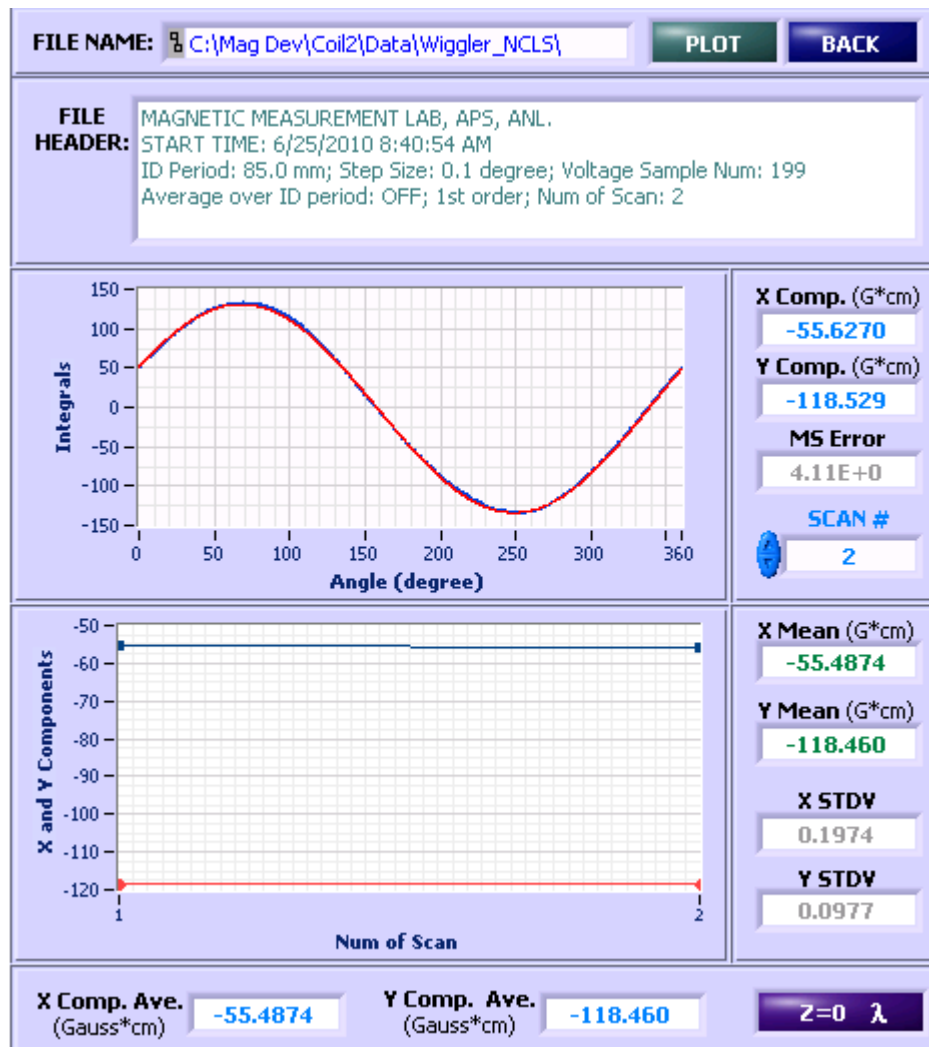 FILE NAME: C:\Mag Dev\Coil2\Data\Wiggler_NCLS\ PLOT BACK
FILE HEADER:
MAGNETIC MEASUREMENT LAB, APS, ANL.
START TIME: 6/25/2010 8:40:54 AM
ID Period: 85.0 mm; Step Size: 0.1 degree; Voltage Sample Num: 199
Average over ID period: OFF; 1st order; Num of Scan: 2
Integrals
150
100
50
0
-50
-100
-150
0 50 100 150 200 250 300 360
Angle (degree)
X Comp. (G*cm)
-55.6270
Y Comp. (G*cm)
-118.529
MS Error
4.11E+0
SCAN #
2
X and Y Components
-50
-60
-70
-80
-90
-100
-110
-120
1 2
Num of Scan
X Mean (G*cm)
-55.4874
Y Mean (G*cm)
-118.460
X STDV
0.1974
Y STDV
0.0977
X Comp. Ave.
(Gauss*cm)
-55.4874
Y Comp. Ave.
(Gauss*cm)
-118.460
Z=0 λ